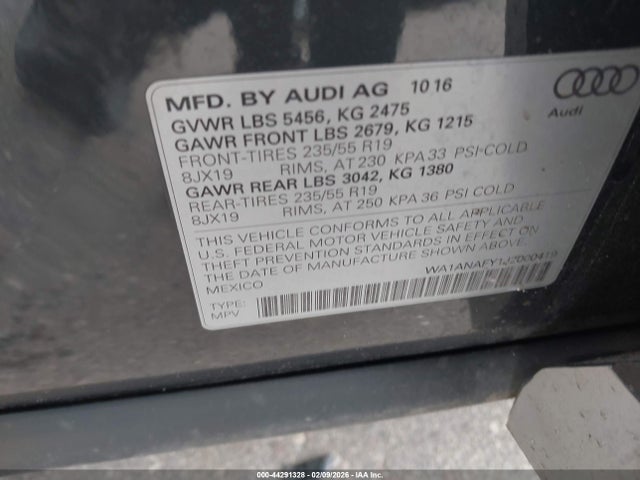 MFD. BY AUDI AG 10 16
GVWR LBS 5456, KG 2475
GAWR FRONT LBS 2679, KG 1215
FRONT-TIRES 235/55 R19
8JX19 RIMS, AT 230 KPA 33 PSI-COLD
GAWR REAR LBS 3042, KG 1380
REAR-TIRES 235/55 R19
8JX19 RIMS, AT 250 KPA 36 PSI COLD
THIS VEHICLE CONFORMS TO ALL APPLICABLE
U.S. FEDERAL MOTOR VEHICLE SAFETY AND
THEFT PREVENTION STANDARDS IN EFFECT ON
THE DATE OF MANUFACTURE SHOWN ABOVE.
MEXICO
WA1ANAFY1J2000419
TYPE:
MPV
Audi
000-44291328 - 02/09/2026 - IAA, Inc.